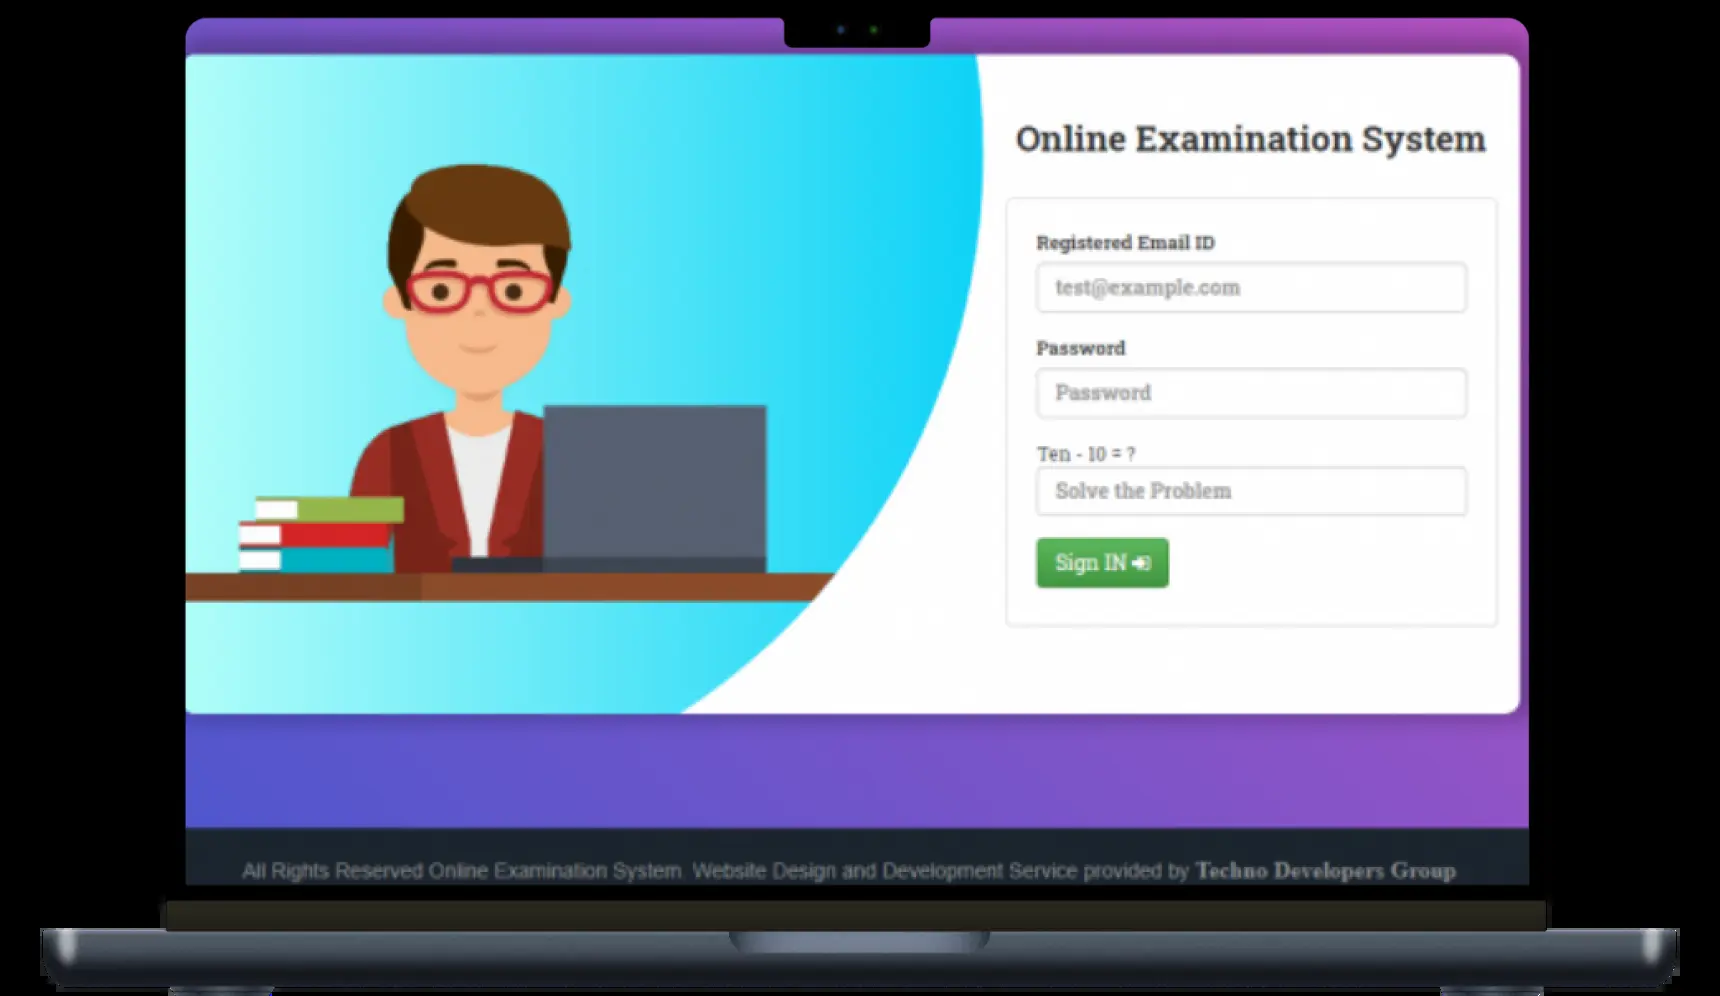 Online Examination System
Registered Email ID
test@example.com
Password
Password
Ten - 10 = ?
Solve the Problem
Sign IN
All Rights Reserved Online Examination System Website Design and Development Service provided by Techno Developers Group